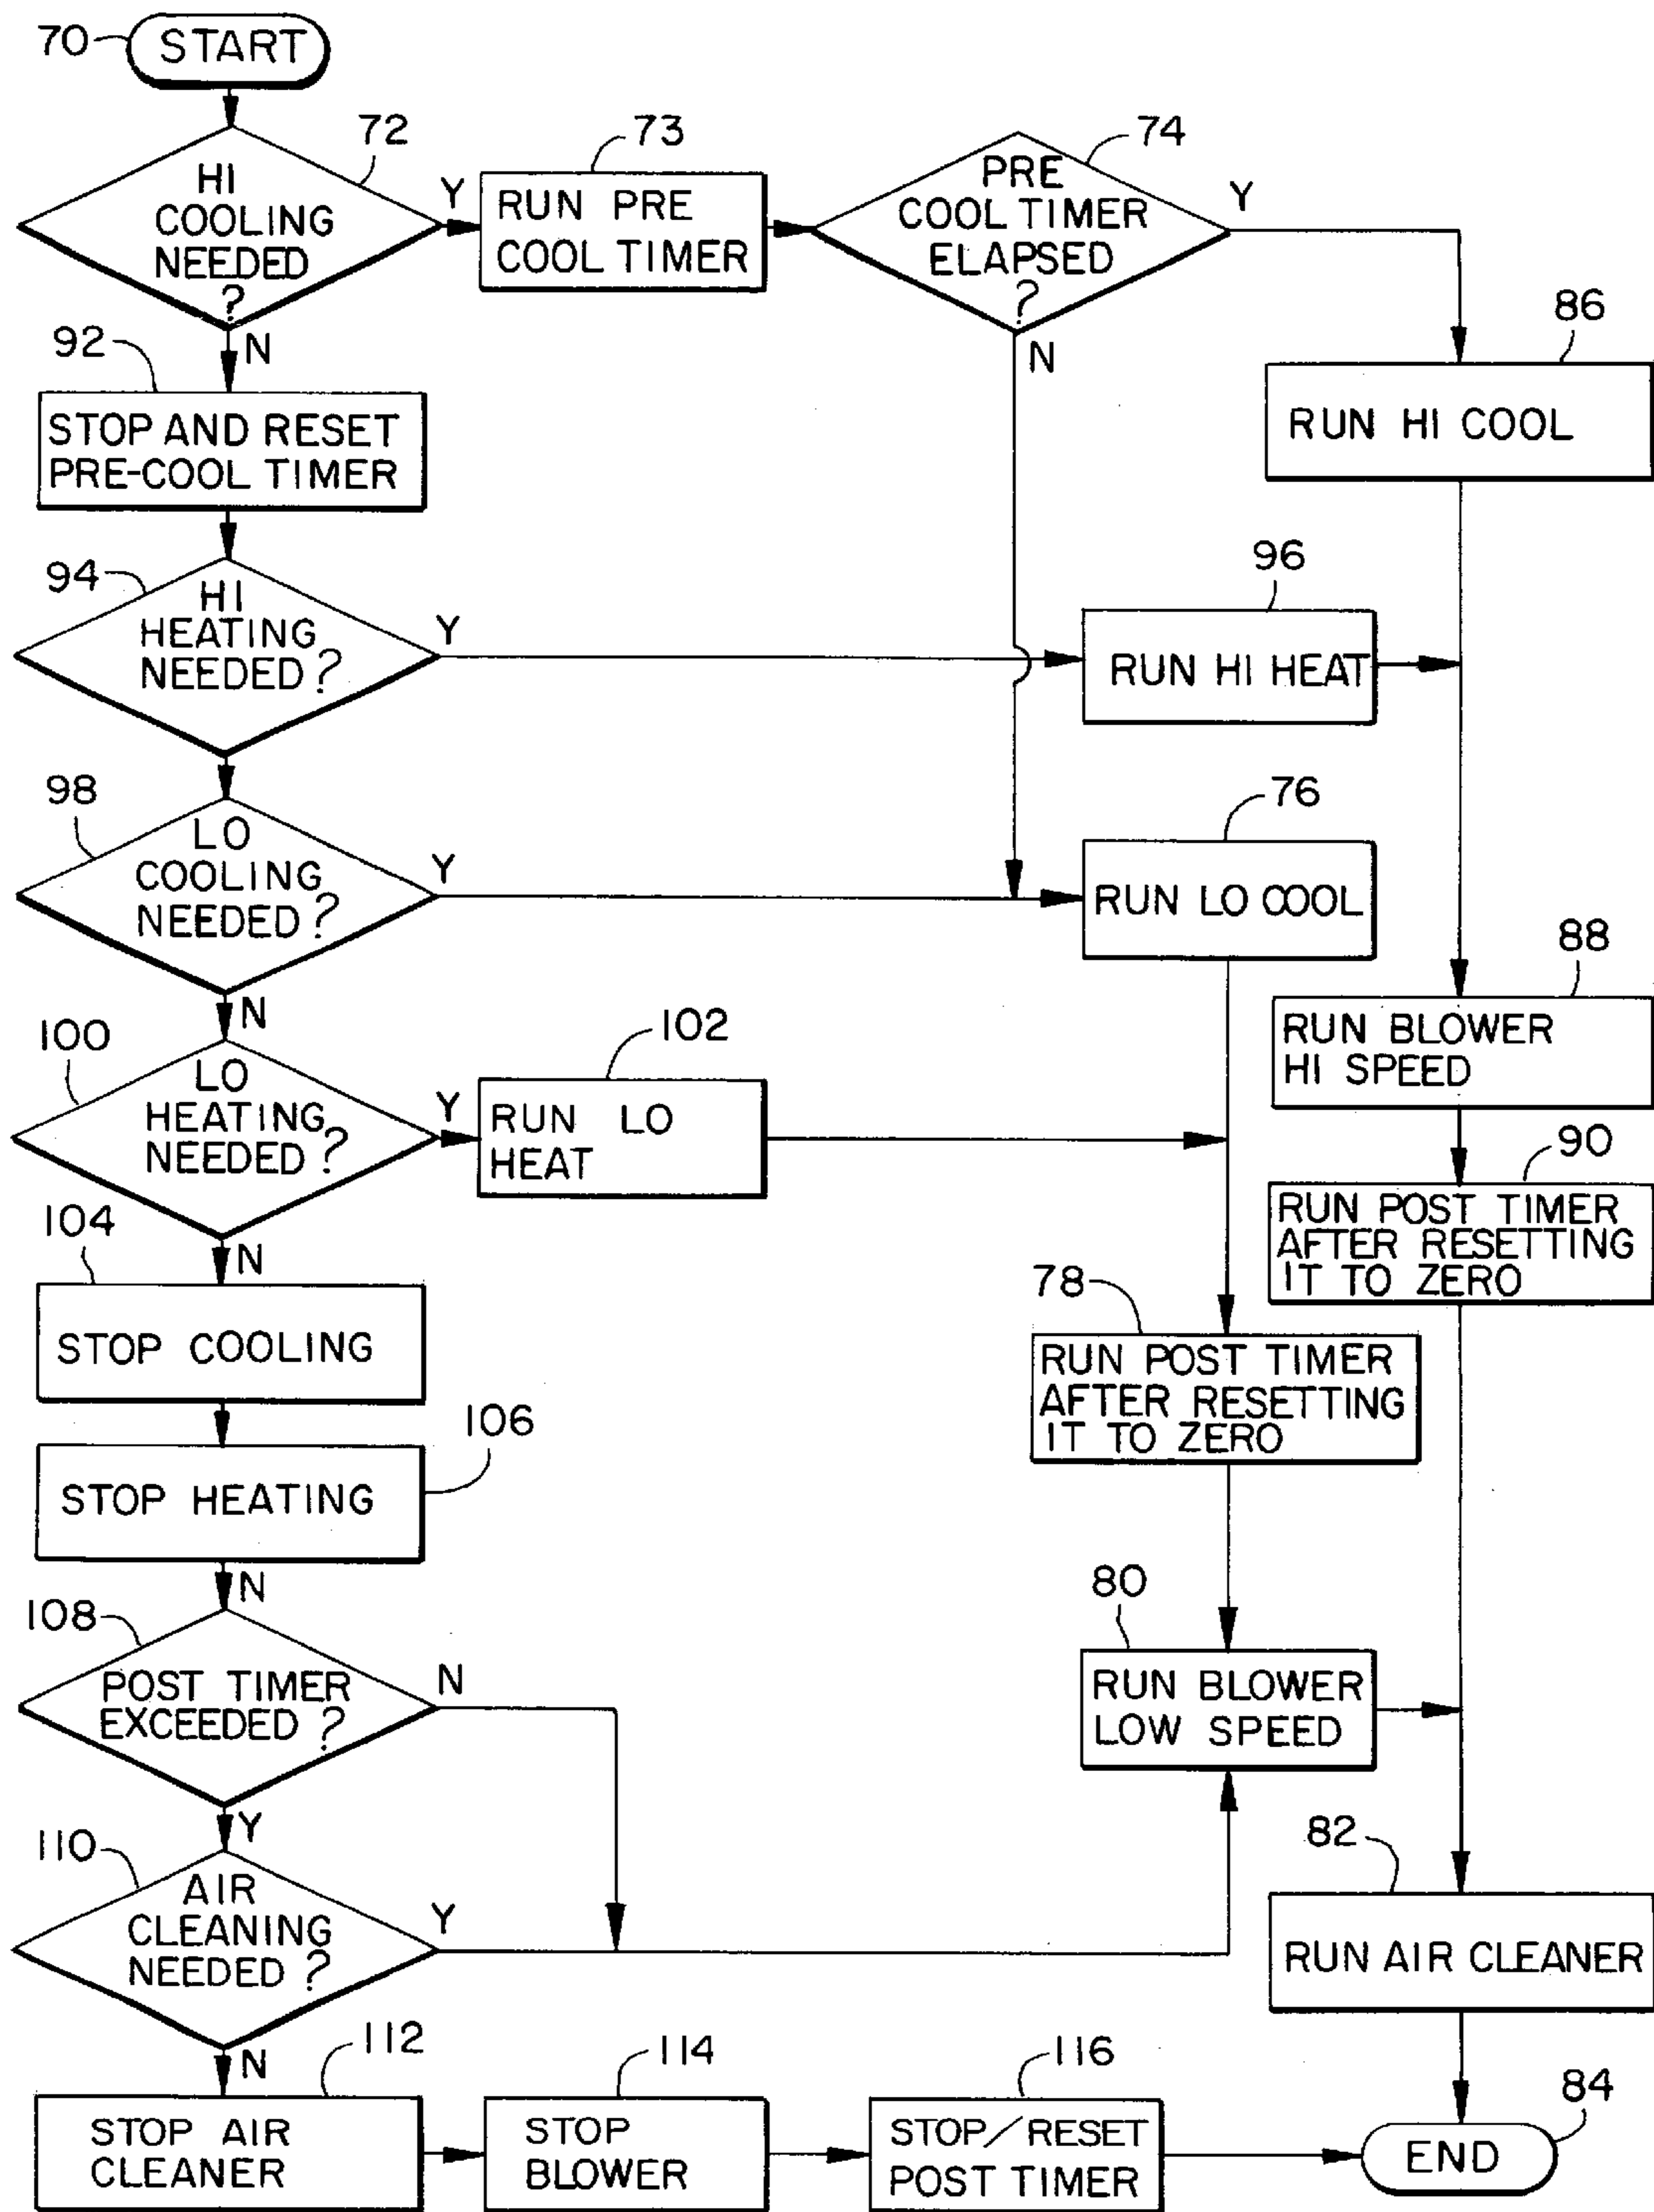 70
START
72
HI
COOLING
NEEDED
?
Y
N
73
RUN PRE
COOL TIMER
74
PRE
COOL TIMER
ELAPSED
?
Y
N
86
RUN HI COOL
92
STOP AND RESET
PRE-COOL TIMER
94
HI
HEATING
NEEDED?
Y
96
RUN HI HEAT
98
LO
COOLING
NEEDED?
Y
N
76
RUN LO COOL
88
RUN BLOWER
HI SPEED
100
LO
HEATING
NEEDED?
Y
N
102
RUN LO
HEAT
90
RUN POST TIMER
AFTER RESETTING
IT TO ZERO
104
STOP COOLING
78
RUN POST TIMER
AFTER RESETTING
IT TO ZERO
106
STOP HEATING
N
108
POST TIMER
EXCEEDED?
N
Y
80
RUN BLOWER
LOW SPEED
110
AIR
CLEANING
NEEDED?
Y
N
82
RUN AIR CLEANER
112
STOP AIR
CLEANER
114
STOP
BLOWER
116
STOP/RESET
POST TIMER
84
END